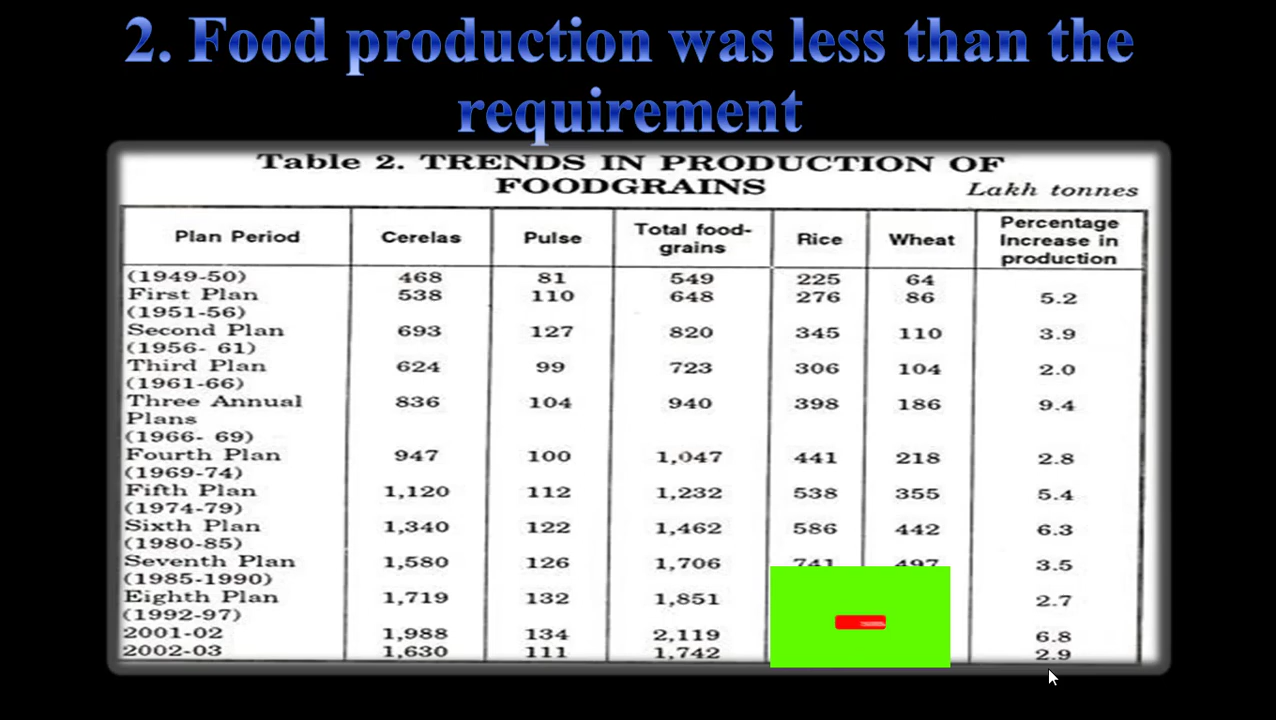 2. Food production was less than the
requirement
Table 2. TRENDS IN PRODUCTION OF
FOODGRAINS
Lakh tonnes
Plan Period Cerelas Pulse Total food-grains Rice Wheat Percentage Increase in production
(1949-50) 468 81 549 225 64
First Plan 538 110 648 276 86 5.2
(1951-56)
Second Plan 693 127 820 345 110 3.9
(1956- 61)
Third Plan 624 99 723 306 104 2.0
(1961-66)
Three Annual 836 104 940 398 186 9.4
Plans
(1966- 69)
Fourth Plan 947 100 1,047 441 218 2.8
(1969-74)
Fifth Plan 1,120 112 1,232 538 355 5.4
(1974-79)
Sixth Plan 1,340 122 1,462 586 442 6.3
(1980-85)
Seventh Plan 1,580 126 1,706 741 497 3.5
(1985-1990)
Eighth Plan 1,719 132 1,851 2.7
(1992-97)
2001-02 1,988 134 2,119 6.8
2002-03 1,630 111 1,742 2.9